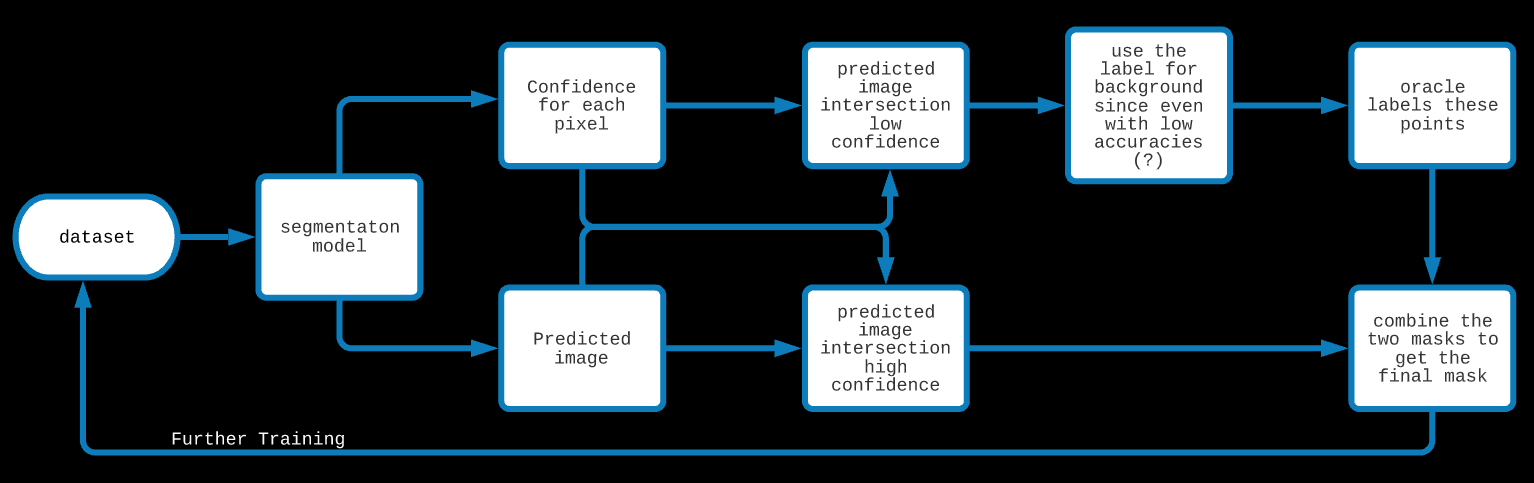 dataset
segmentaton
model
Confidence
for each
pixel
Predicted
image
predicted
image
intersection
low
confidence
predicted
image
intersection
high
confidence
use the
label for
background
since even
with low
accuracies
(?)
oracle
labels these
points
combine the
two masks to
get the
final mask
Further Training